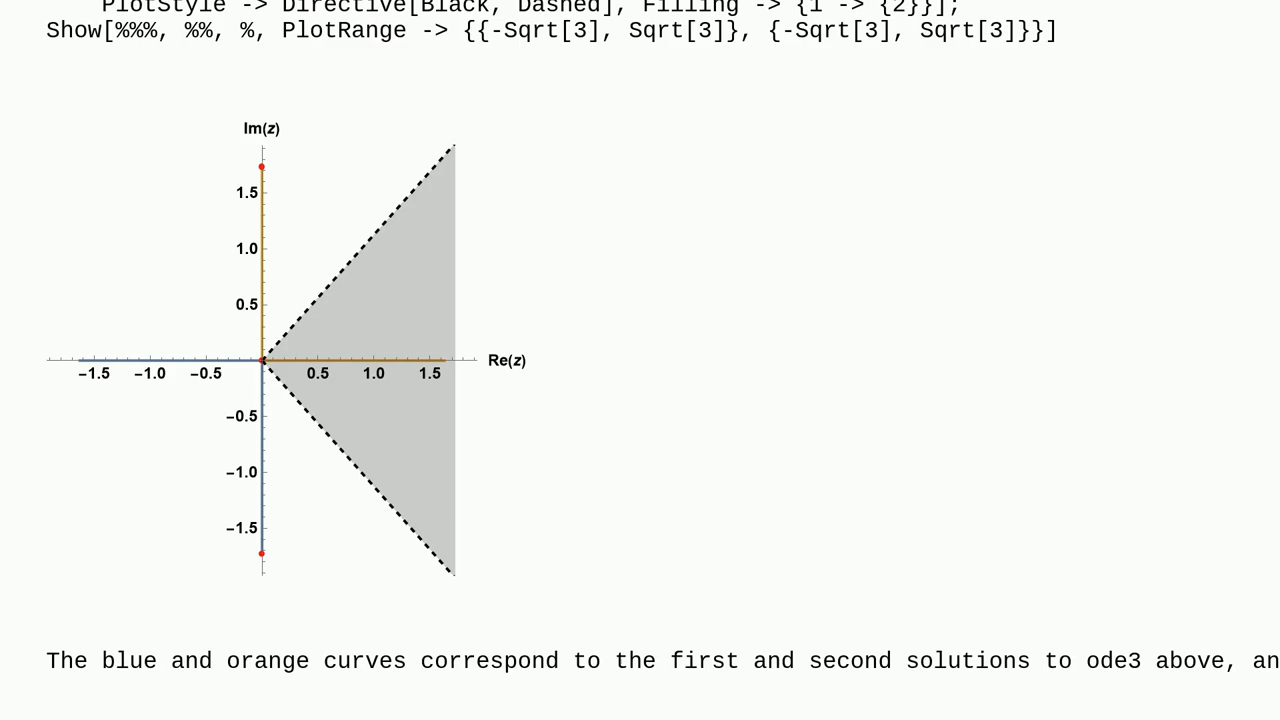 PlotStyle -> Directive[Black, Dashed], Filling -> {1 -> {2}}];
Show[%%%, %%, %, PlotRange -> {{-Sqrt[3], Sqrt[3]}, {-Sqrt[3], Sqrt[3]}}]
Im(z)
1.5
1.0
0.5
−1.5 −1.0 −0.5 0.5 1.0 1.5 Re(z)
−0.5
−1.0
−1.5
The blue and orange curves correspond to the first and second solutions to ode3 above, an